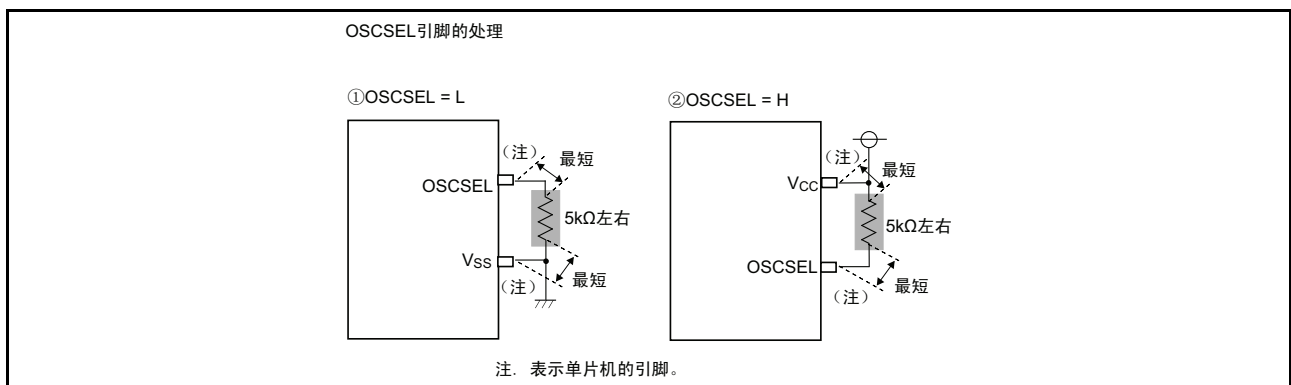 OSCSEL引脚的处理
①OSCSEL = L
（注）
最短
OSCSEL
5kΩ左右
VSS
（注）
最短
②OSCSEL = H
（注）
最短
VCC
5kΩ左右
OSCSEL
（注）
最短
注. 表示单片机的引脚。